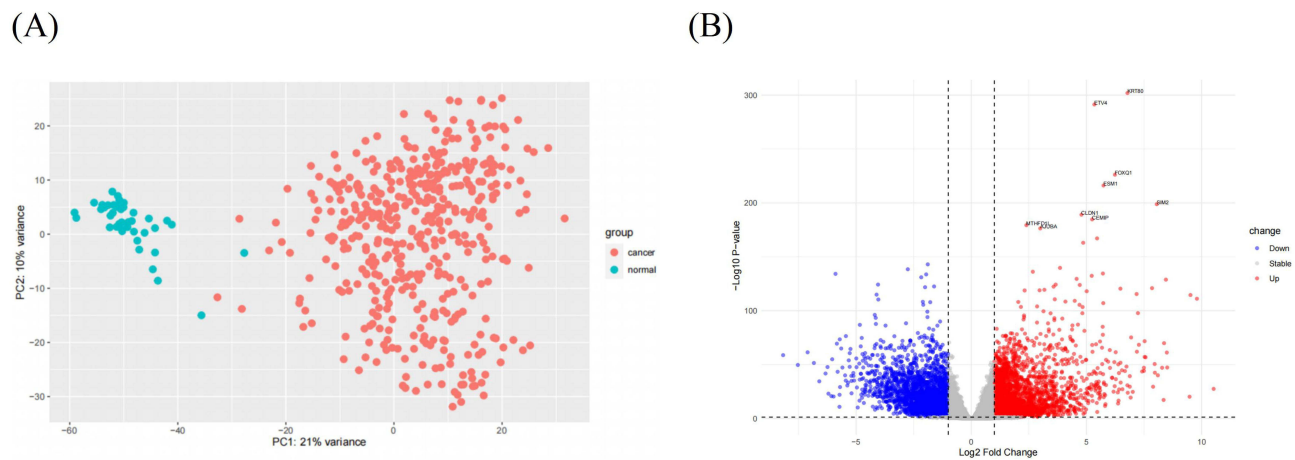 (A)
(B)
20
10
0
−10
−20
−30
PC2: 10% variance
−60
−40
−20
0
20
PC1: 21% variance
group
cancer
normal
300
200
100
0
−Log10 P−value
−5
0
5
10
Log2 Fold Change
KRT80
ETV4
FOXQ1
ESM1
SIM2
CLDN1
CEMIP
change
Down
Stable
Up